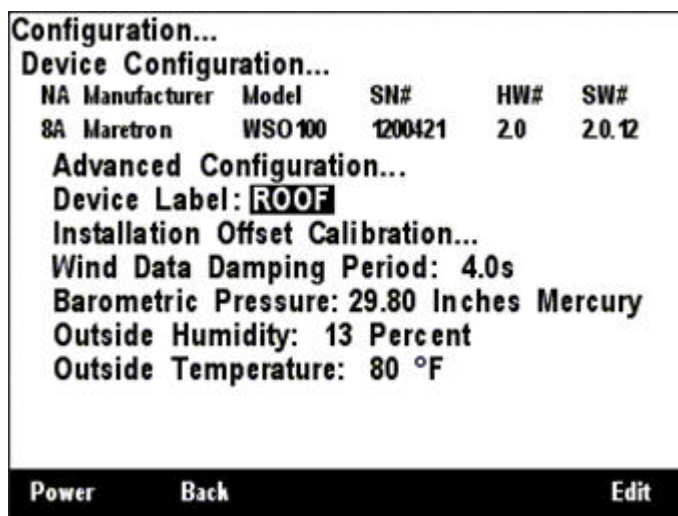 Configuration...
Device Configuration...
NA Manufacturer Model SN# HW# SW#
8A Maretron WSO100 1200421 2.0 2.0.12
Advanced Configuration...
Device Label: ROOF
Installation Offset Calibration...
Wind Data Damping Period: 4.0s
Barometric Pressure: 29.80 Inches Mercury
Outside Humidity: 13 Percent
Outside Temperature: 80 °F
Power Back Edit